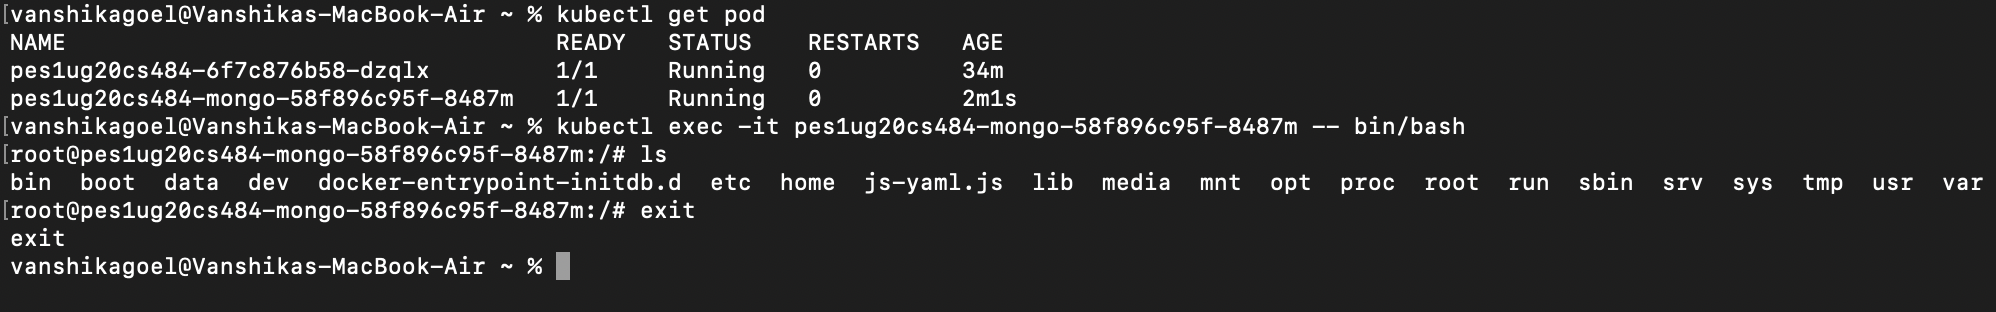 [vanshikagoel@Vanshikas-MacBook-Air ~ % kubectl get pod
NAME READY STATUS RESTARTS AGE
pes1ug20cs484-6f7c876b58-dzqlx 1/1 Running 0 34m
pes1ug20cs484-mongo-58f896c95f-8487m 1/1 Running 0 2m1s
[vanshikagoel@Vanshikas-MacBook-Air ~ % kubectl exec -it pes1ug20cs484-mongo-58f896c95f-8487m -- bin/bash
[root@pes1ug20cs484-mongo-58f896c95f-8487m:/# ls
bin boot data dev docker-entrypoint-initdb.d etc home js-yaml.js lib media mnt opt proc root run sbin srv sys tmp usr var
[root@pes1ug20cs484-mongo-58f896c95f-8487m:/# exit
exit
vanshikagoel@Vanshikas-MacBook-Air ~ %